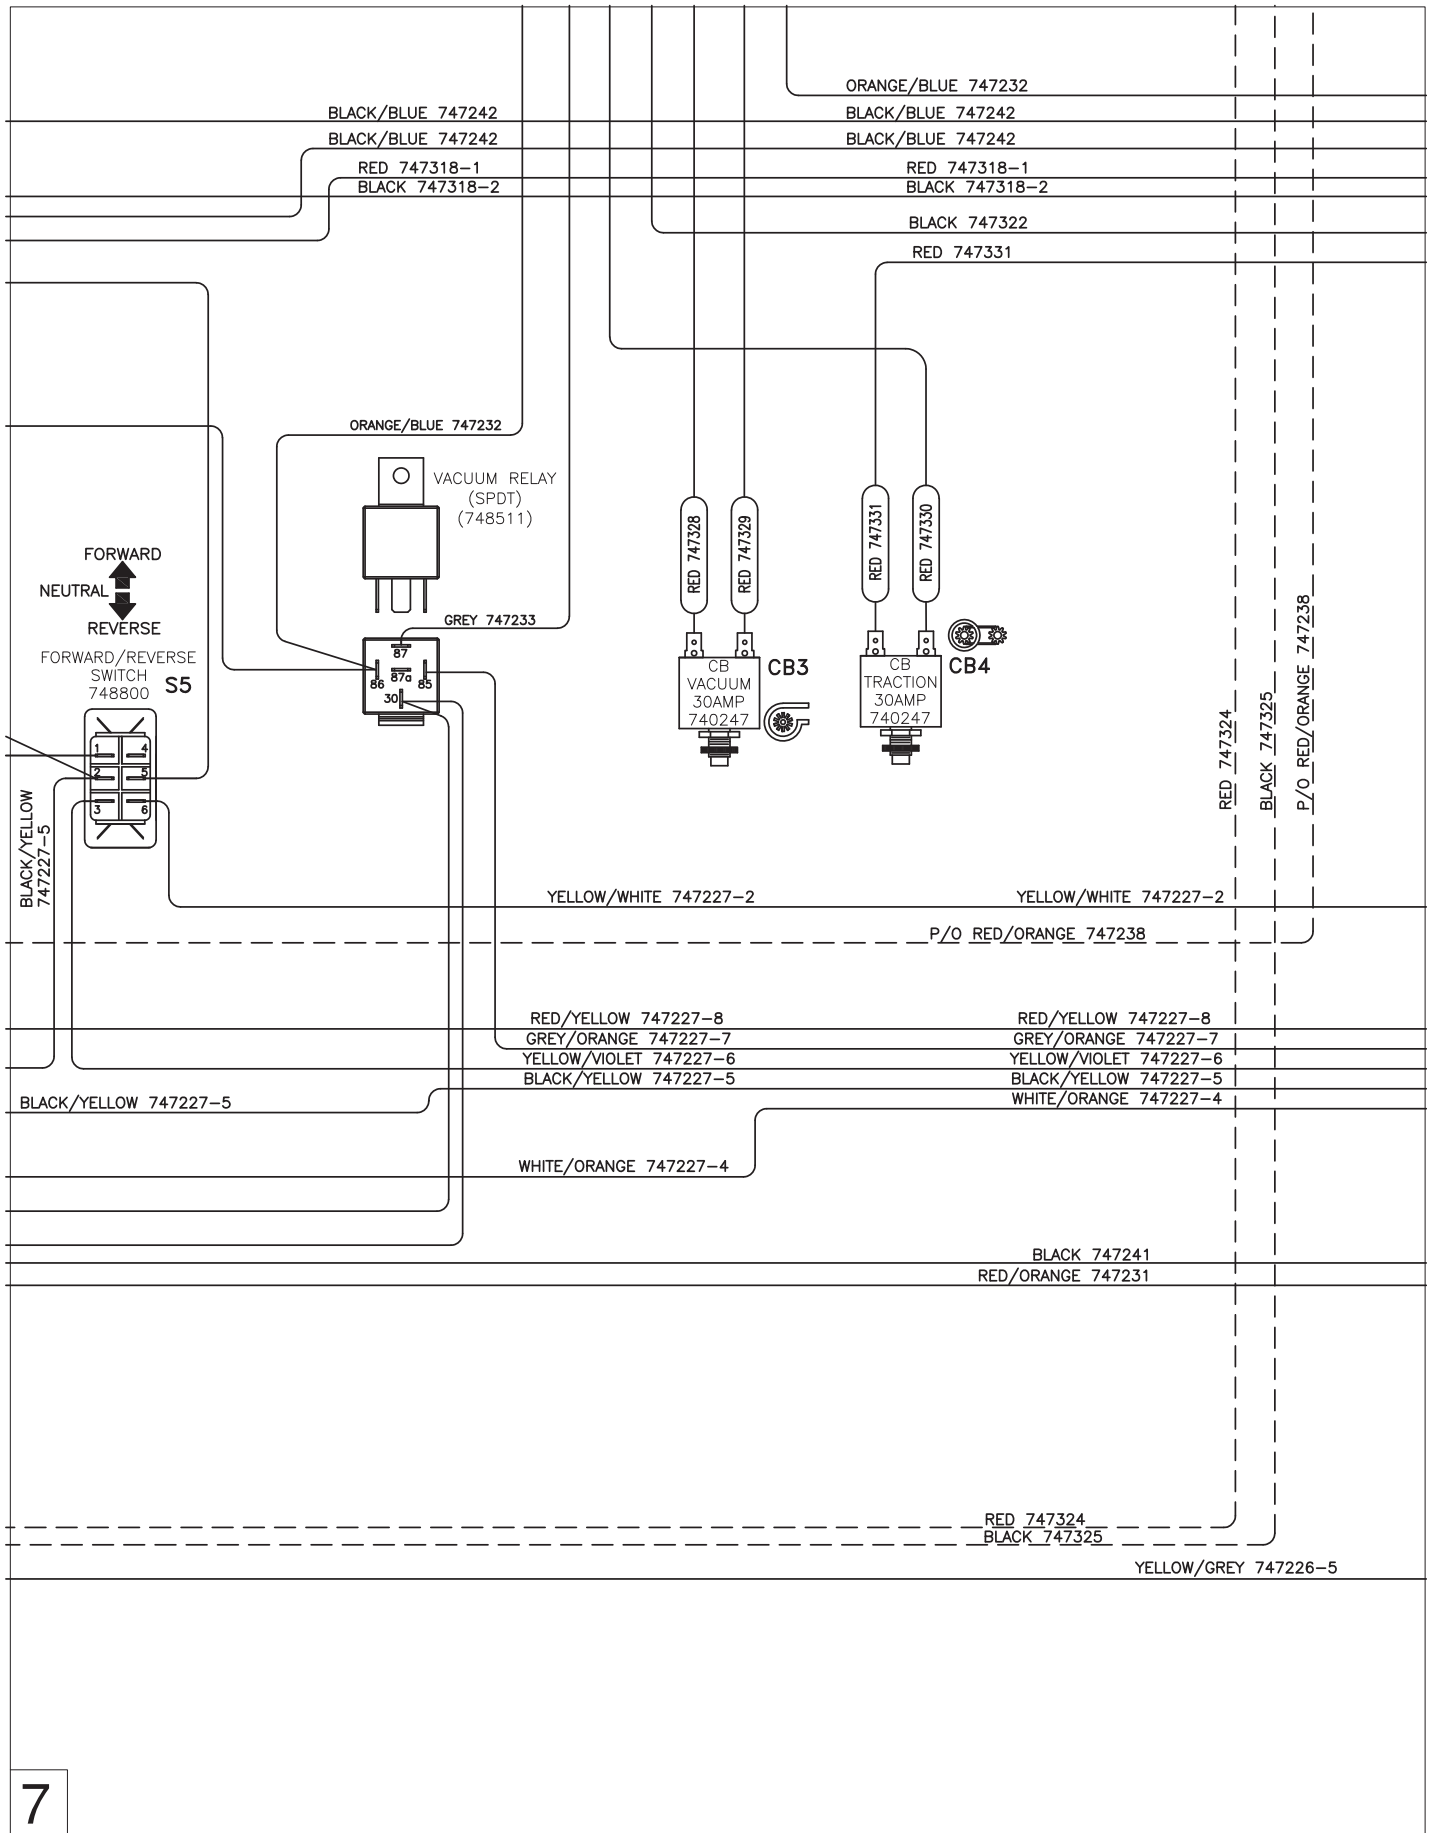 ORANGE/BLUE 747232
BLACK/BLUE 747242
BLACK/BLUE 747242
BLACK/BLUE 747242
BLACK/BLUE 747242
RED 747318-1
RED 747318-1
BLACK 747318-2
BLACK 747318-2
BLACK 747322
RED 747331
ORANGE/BLUE 747232
VACUUM RELAY
(SPDT)
(748511)
RED 747328
RED 747329
RED 747331
RED 747330
FORWARD
NEUTRAL
REVERSE
FORWARD/REVERSE
SWITCH
748800
S5
GREY 747233
87
87a
86
85
30
CB
VACUUM
30AMP
740247
CB3
CB
TRACTION
30AMP
740247
CB4
1
4
2
5
3
6
BLACK/YELLOW
747227-5
RED 747324
BLACK 747325
P/O RED/ORANGE 747238
YELLOW/WHITE 747227-2
YELLOW/WHITE 747227-2
P/O RED/ORANGE 747238
RED/YELLOW 747227-8
RED/YELLOW 747227-8
GREY/ORANGE 747227-7
GREY/ORANGE 747227-7
YELLOW/VIOLET 747227-6
YELLOW/VIOLET 747227-6
BLACK/YELLOW 747227-5
BLACK/YELLOW 747227-5
BLACK/YELLOW 747227-5
WHITE/ORANGE 747227-4
WHITE/ORANGE 747227-4
BLACK 747241
RED/ORANGE 747231
RED 747324
BLACK 747325
YELLOW/GREY 747226-5
7